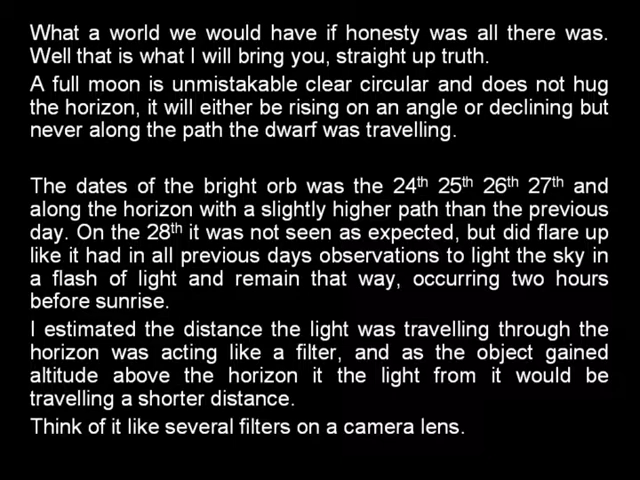 What a world we would have if honesty was all there was.
Well that is what I will bring you, straight up truth.
A full moon is unmistakable clear circular and does not hug
the horizon, it will either be rising on an angle or declining but
never along the path the dwarf was travelling.
The dates of the bright orb was the 24th 25th 26th 27th and
along the horizon with a slightly higher path than the previous
day. On the 28th it was not seen as expected, but did flare up
like it had in all previous days observations to light the sky in
a flash of light and remain that way, occurring two hours
before sunrise.
I estimated the distance the light was travelling through the
horizon was acting like a filter, and as the object gained
altitude above the horizon it the light from it would be
travelling a shorter distance.
Think of it like several filters on a camera lens.